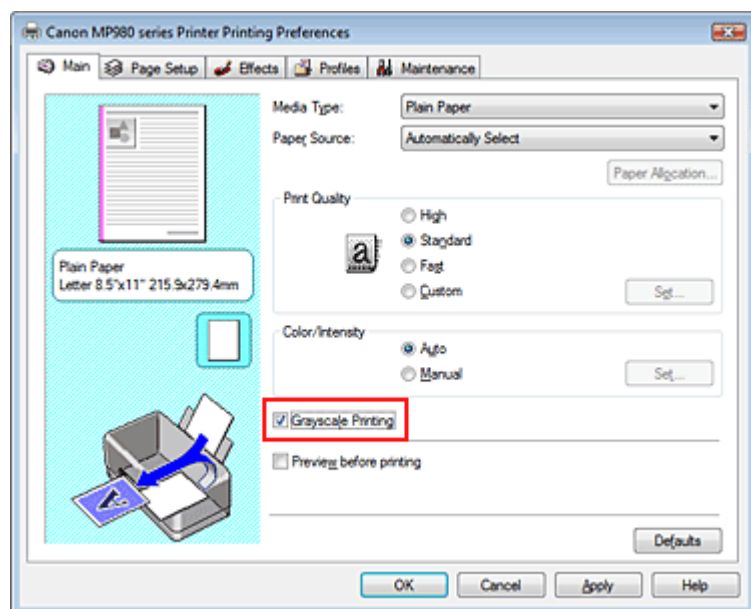 Canon MP980 series Printer Printing Preferences
Main Page Setup Effects Profiles Maintenance
Media Type: Plain Paper
Paper Source: Automatically Select
Paper Allocation...
Print Quality
High
a Standard
Fast
Custom Set...
Plain Paper
Letter 8.5"x11" 215.9x279.4mm
Color/Intensity
Auto
Manual Set...
Grayscale Printing
Preview before printing
Defaults
OK Cancel Apply Help